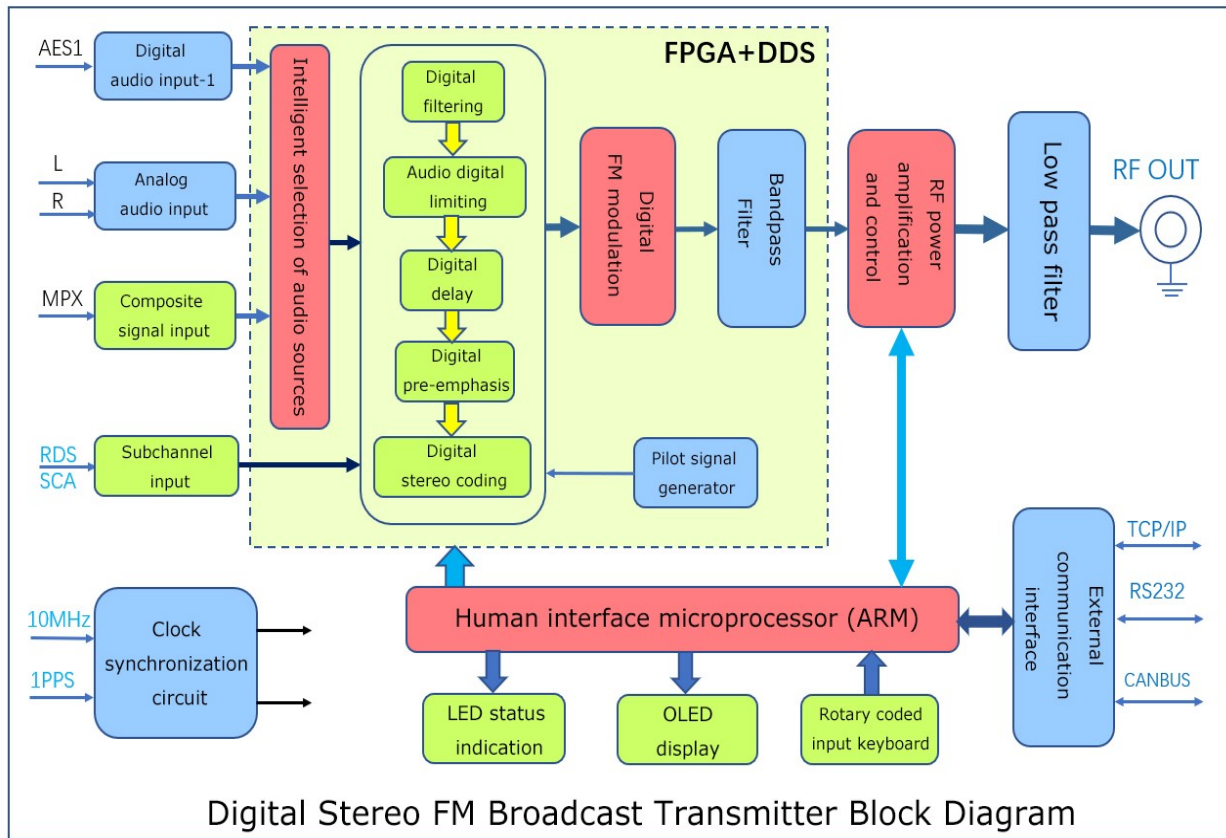 FPGA+DDS
AES1
Digital
audio input-1
L
R
Analog
audio input
MPX
Composite
signal input
RDS
SCA
Subchannel
input
Intelligent selection of audio sources
Digital
filtering
Audio digital
limiting
Digital
delay
Digital
pre-emphasis
Digital
stereo coding
Digital
FM modulation
Bandpass
Filter
Pilot signal
generator
RF power
amplification
and control
Low pass filter
RF OUT
10MHz
1PPS
Clock
synchronization
circuit
Human interface microprocessor (ARM)
LED status
indication
OLED
display
Rotary coded
input keyboard
External
communication
interface
TCP/IP
RS232
CANBUS
Digital Stereo FM Broadcast Transmitter Block Diagram